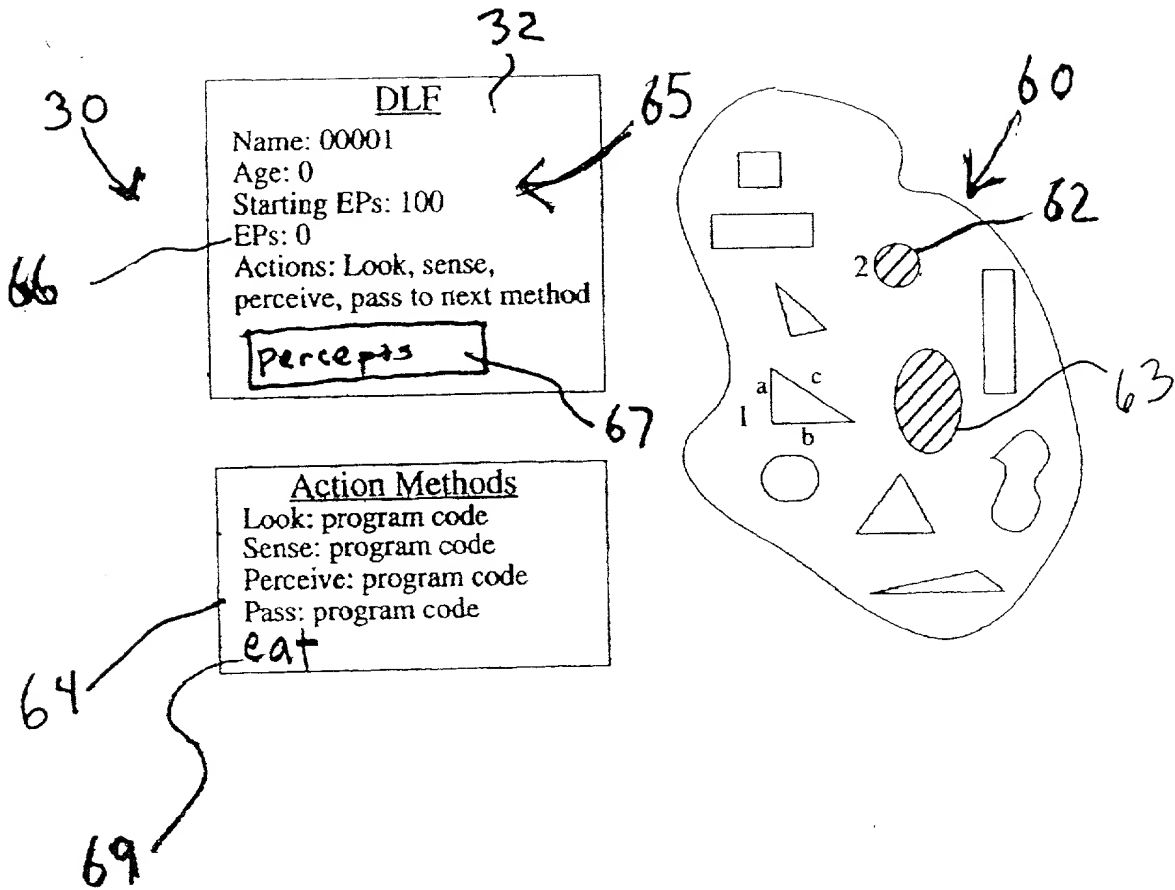 32
30
DLF
65
60
Name: 00001
Age: 0
Starting EPs: 100
EPs: 0
62
66
Actions: Look, sense,
perceive, pass to next method
2
percepts
67
a
c
1
b
63
Action Methods
Look: program code
Sense: program code
Perceive: program code
Pass: program code
eat
64
69